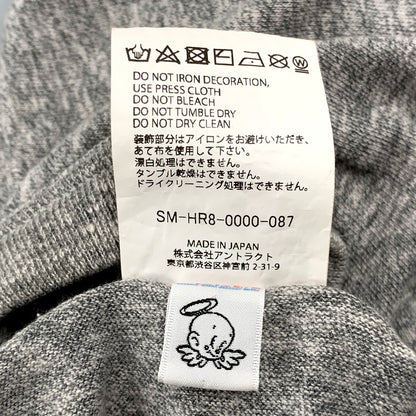 DO NOT IRON DECORATION,
USE PRESS CLOTH
DO NOT BLEACH
DO NOT TUMBLE DRY
DO NOT DRY CLEAN
装飾部分はアイロンをお避けいただき、
あて布を使用して下さい。
漂白処理はできません。
タンブル乾燥はできません。
ドライクリーニング処理はできません。
SM-HR8-0000-087
MADE IN JAPAN
株式会社アントラクト
東京都渋谷区神宮前 2-31-9